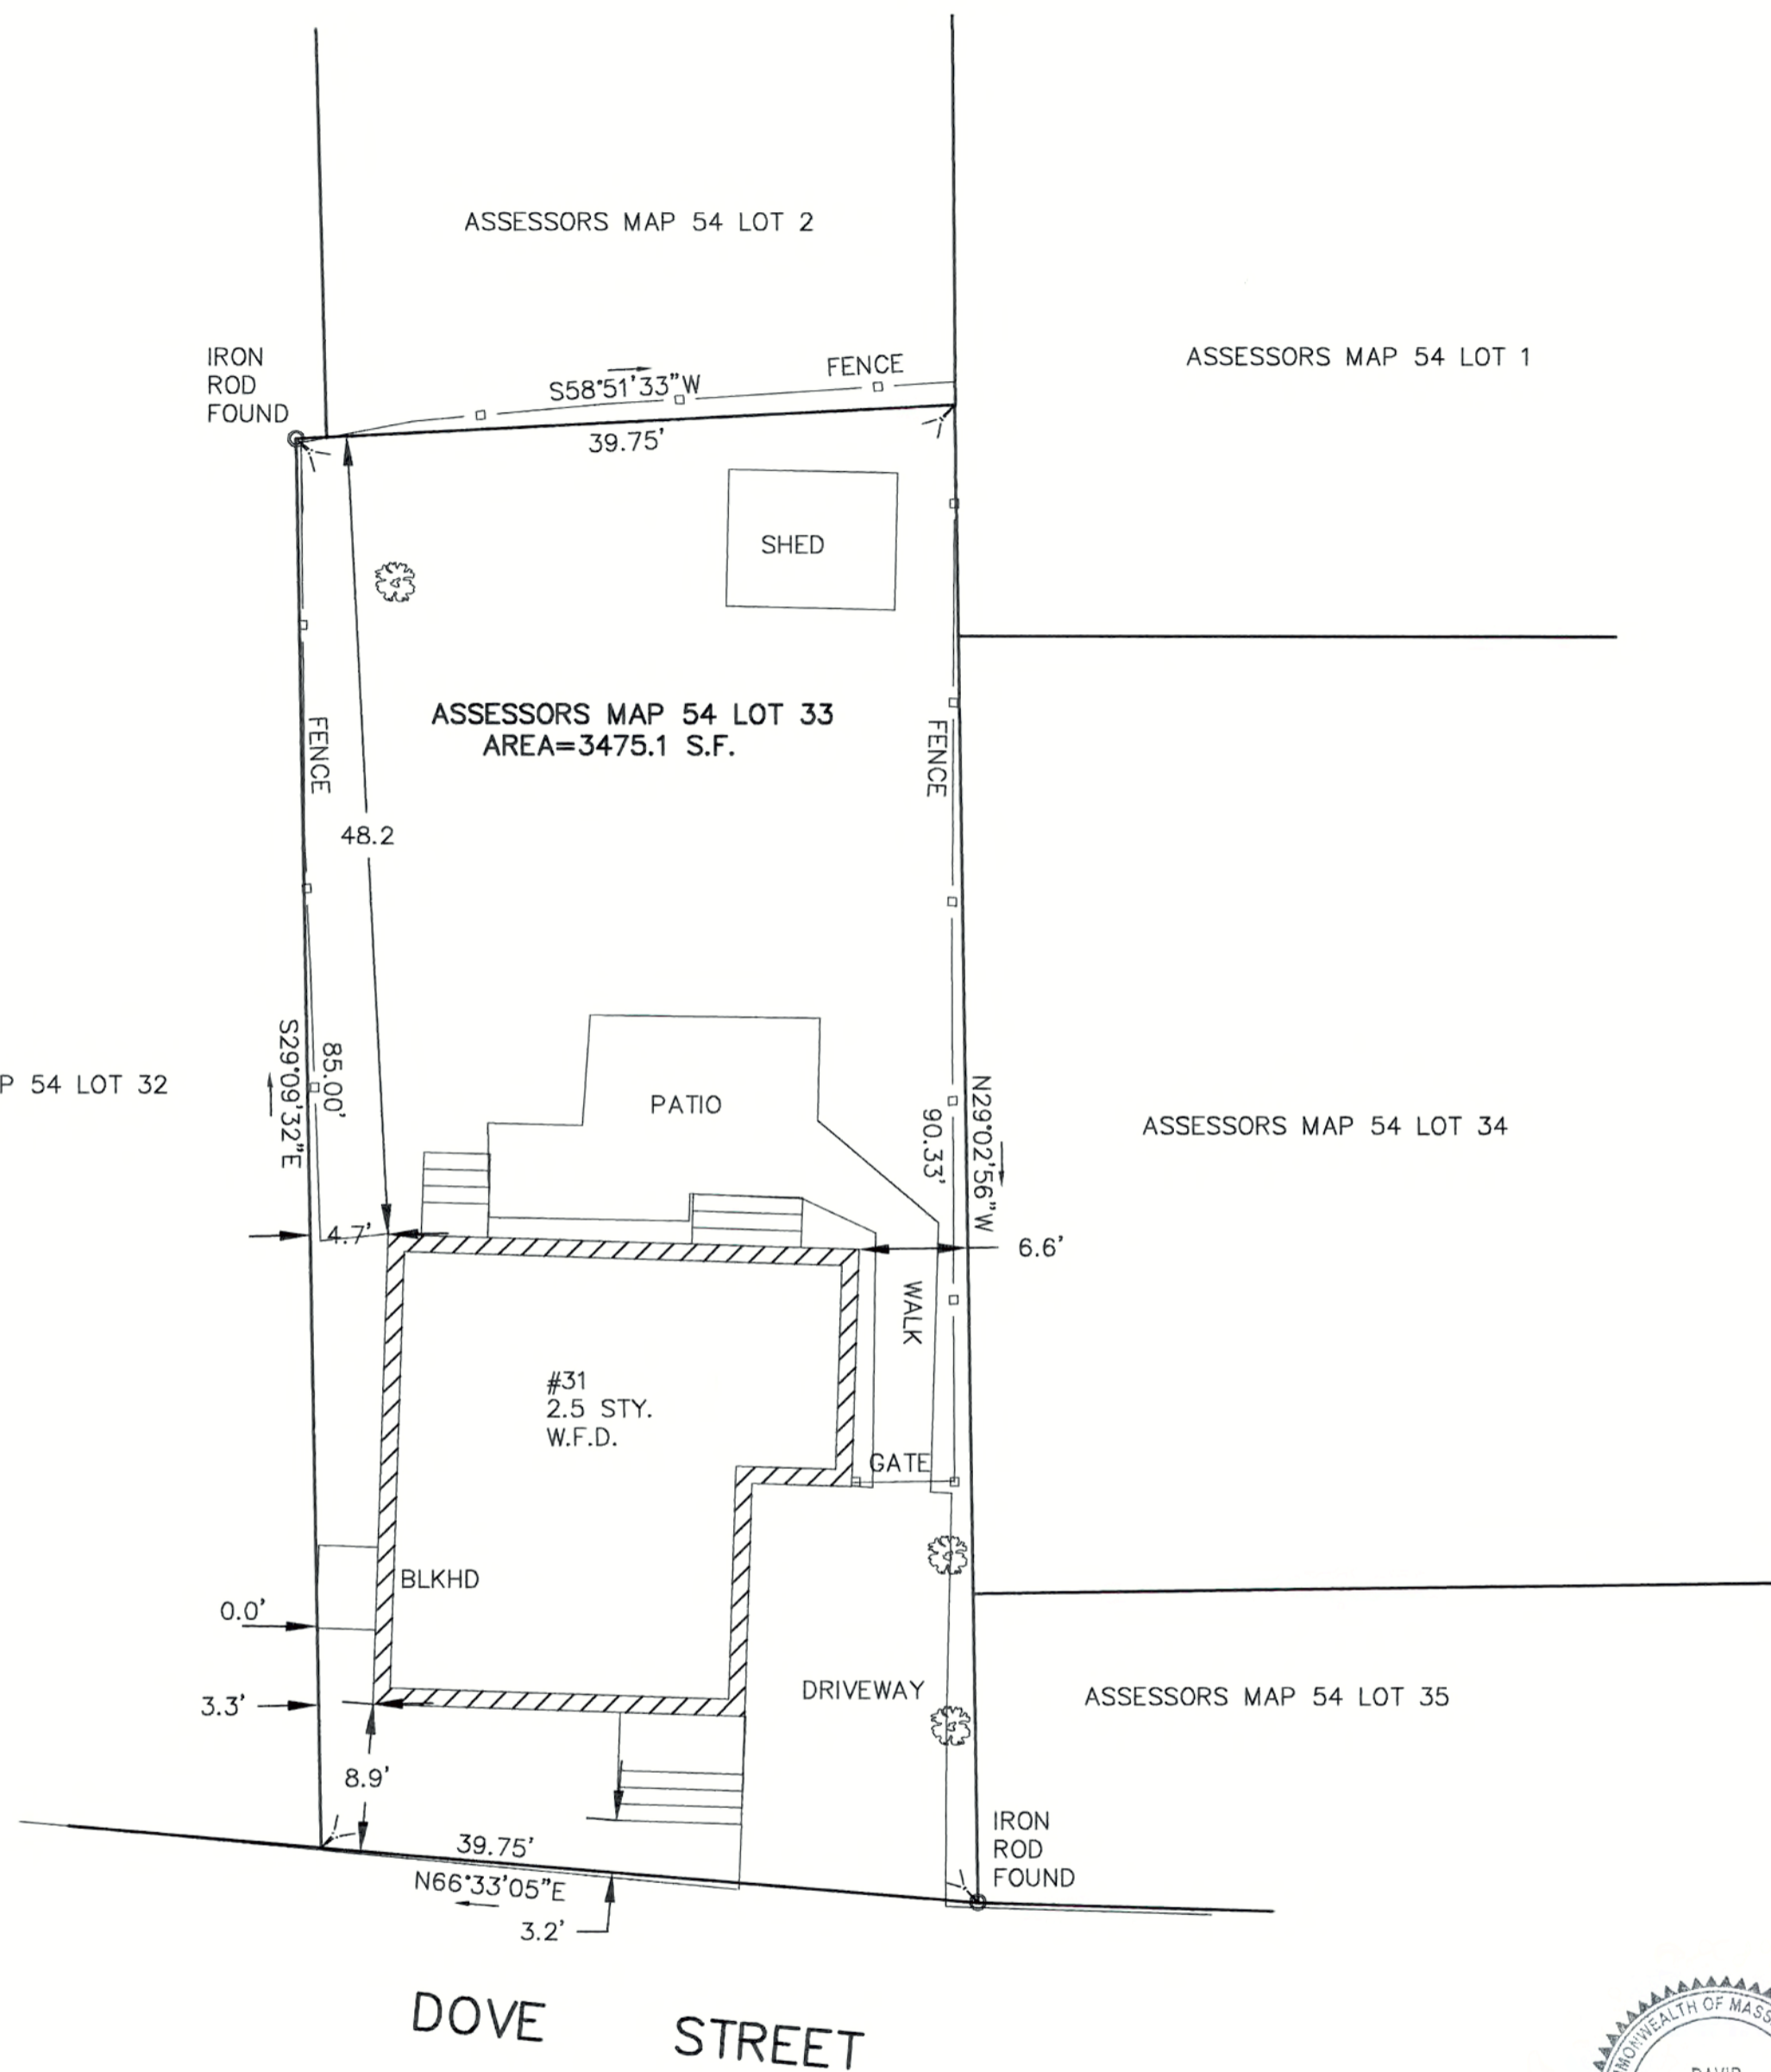 ASSESSORS MAP 54 LOT 2
IRON
ROD
FOUND
S58°51'33"W
FENCE
39.75'
ASSESSORS MAP 54 LOT 1
SHED
ASSESSORS MAP 54 LOT 33
AREA=3475.1 S.F.
FENCE
FENCE
48.2
S29°09'32"E
85.00'
P 54 LOT 32
PATIO
90.33'
N29°02'56"W
ASSESSORS MAP 54 LOT 34
4.7'
6.6'
WALK
#31
2.5 STY.
W.F.D.
GATE
BLKHD
0.0'
3.3'
DRIVEWAY
ASSESSORS MAP 54 LOT 35
8.9'
39.75'
N66°33'05"E
3.2'
IRON
ROD
FOUND
DOVE STREET
MONWEALTH OF MASS
DAVID